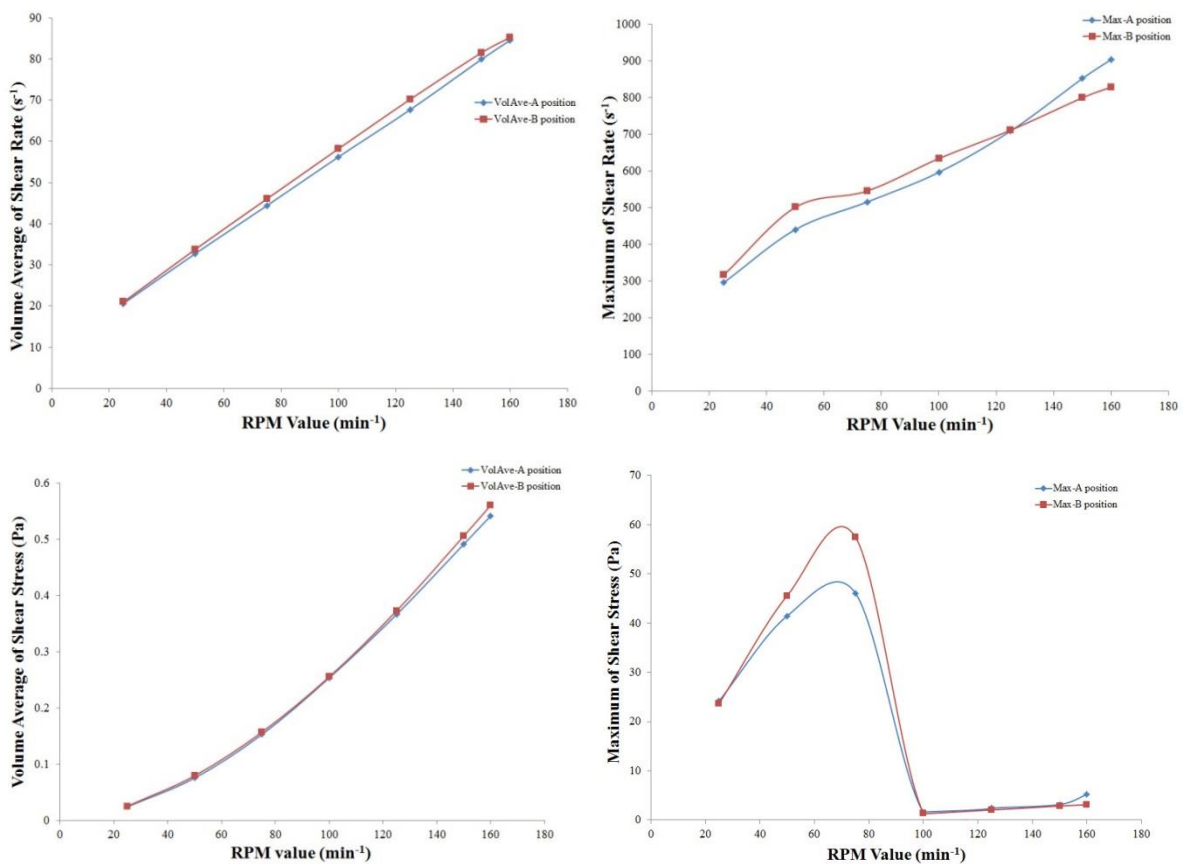 90
80
70
60
50
40
30
20
10
0
Volume Average of Shear Rate (s-1)
VolAve-A position
VolAve-B position
0 20 40 60 80 100 120 140 160 180
RPM Value (min-1)
1000
900
800
700
600
500
400
300
200
100
0
Maximum of Shear Rate (s-1)
Max-A position
Max-B position
0 20 40 60 80 100 120 140 160 180
RPM Value (min-1)
0.6
0.5
0.4
0.3
0.2
0.1
0
Volume Average of Shear Stress (Pa)
VolAve-A position
VolAve-B position
0 20 40 60 80 100 120 140 160 180
RPM value (min-1)
70
60
50
40
30
20
10
0
Maximum of Shear Stress (Pa)
Max-A position
Max-B position
0 20 40 60 80 100 120 140 160 180
RPM Value (min-1)